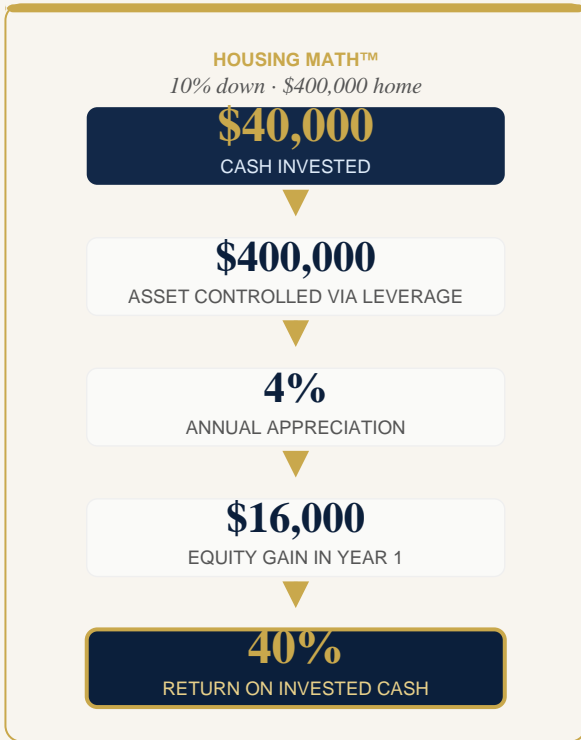 HOUSING MATH™
10% down · $400,000 home
$40,000
CASH INVESTED
$400,000
ASSET CONTROLLED VIA LEVERAGE
4%
ANNUAL APPRECIATION
$16,000
EQUITY GAIN IN YEAR 1
40%
RETURN ON INVESTED CASH